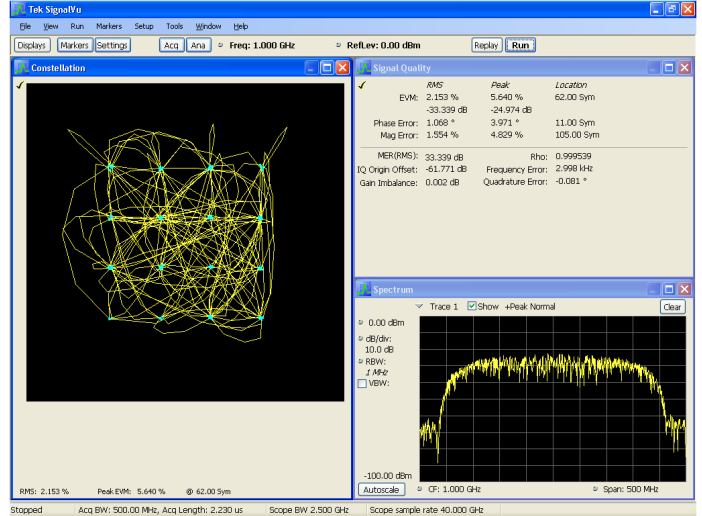 Tek SignalVu
File View Run Markers Setup Tools Window Help
Displays Markers Settings Acq Ana Freq: 1.000 GHz RefLev: 0.00 dBm Replay Run
Constellation
RMS: 2.153 % Peak EVM: 5.640 % @ 62.00 Sym
Signal Quality
RMS Peak Location
EVM: 2.153 % 5.640 % 62.00 Sym
-33.339 dB -24.974 dB
Phase Error: 1.068 ° 3.971 ° 11.00 Sym
Mag Error: 1.554 % 4.829 % 105.00 Sym
MER(RMS): 33.339 dB Rho: 0.999539
IQ Origin Offset: -61.771 dB Frequency Error: 2.998 kHz
Gain Imbalance: 0.002 dB Quadrature Error: -0.081 °
Spectrum
Trace 1 Show +Peak Normal Clear
0.00 dBm
dB/div:
10.0 dB
RBW:
1 MHz
VBW:
-100.00 dBm
Autoscale CF: 1.000 GHz Span: 500 MHz
Stopped Acq BW: 500.00 MHz, Acq Length: 2.230 us Scope BW 2.500 GHz Scope sample rate 40.000 GHz